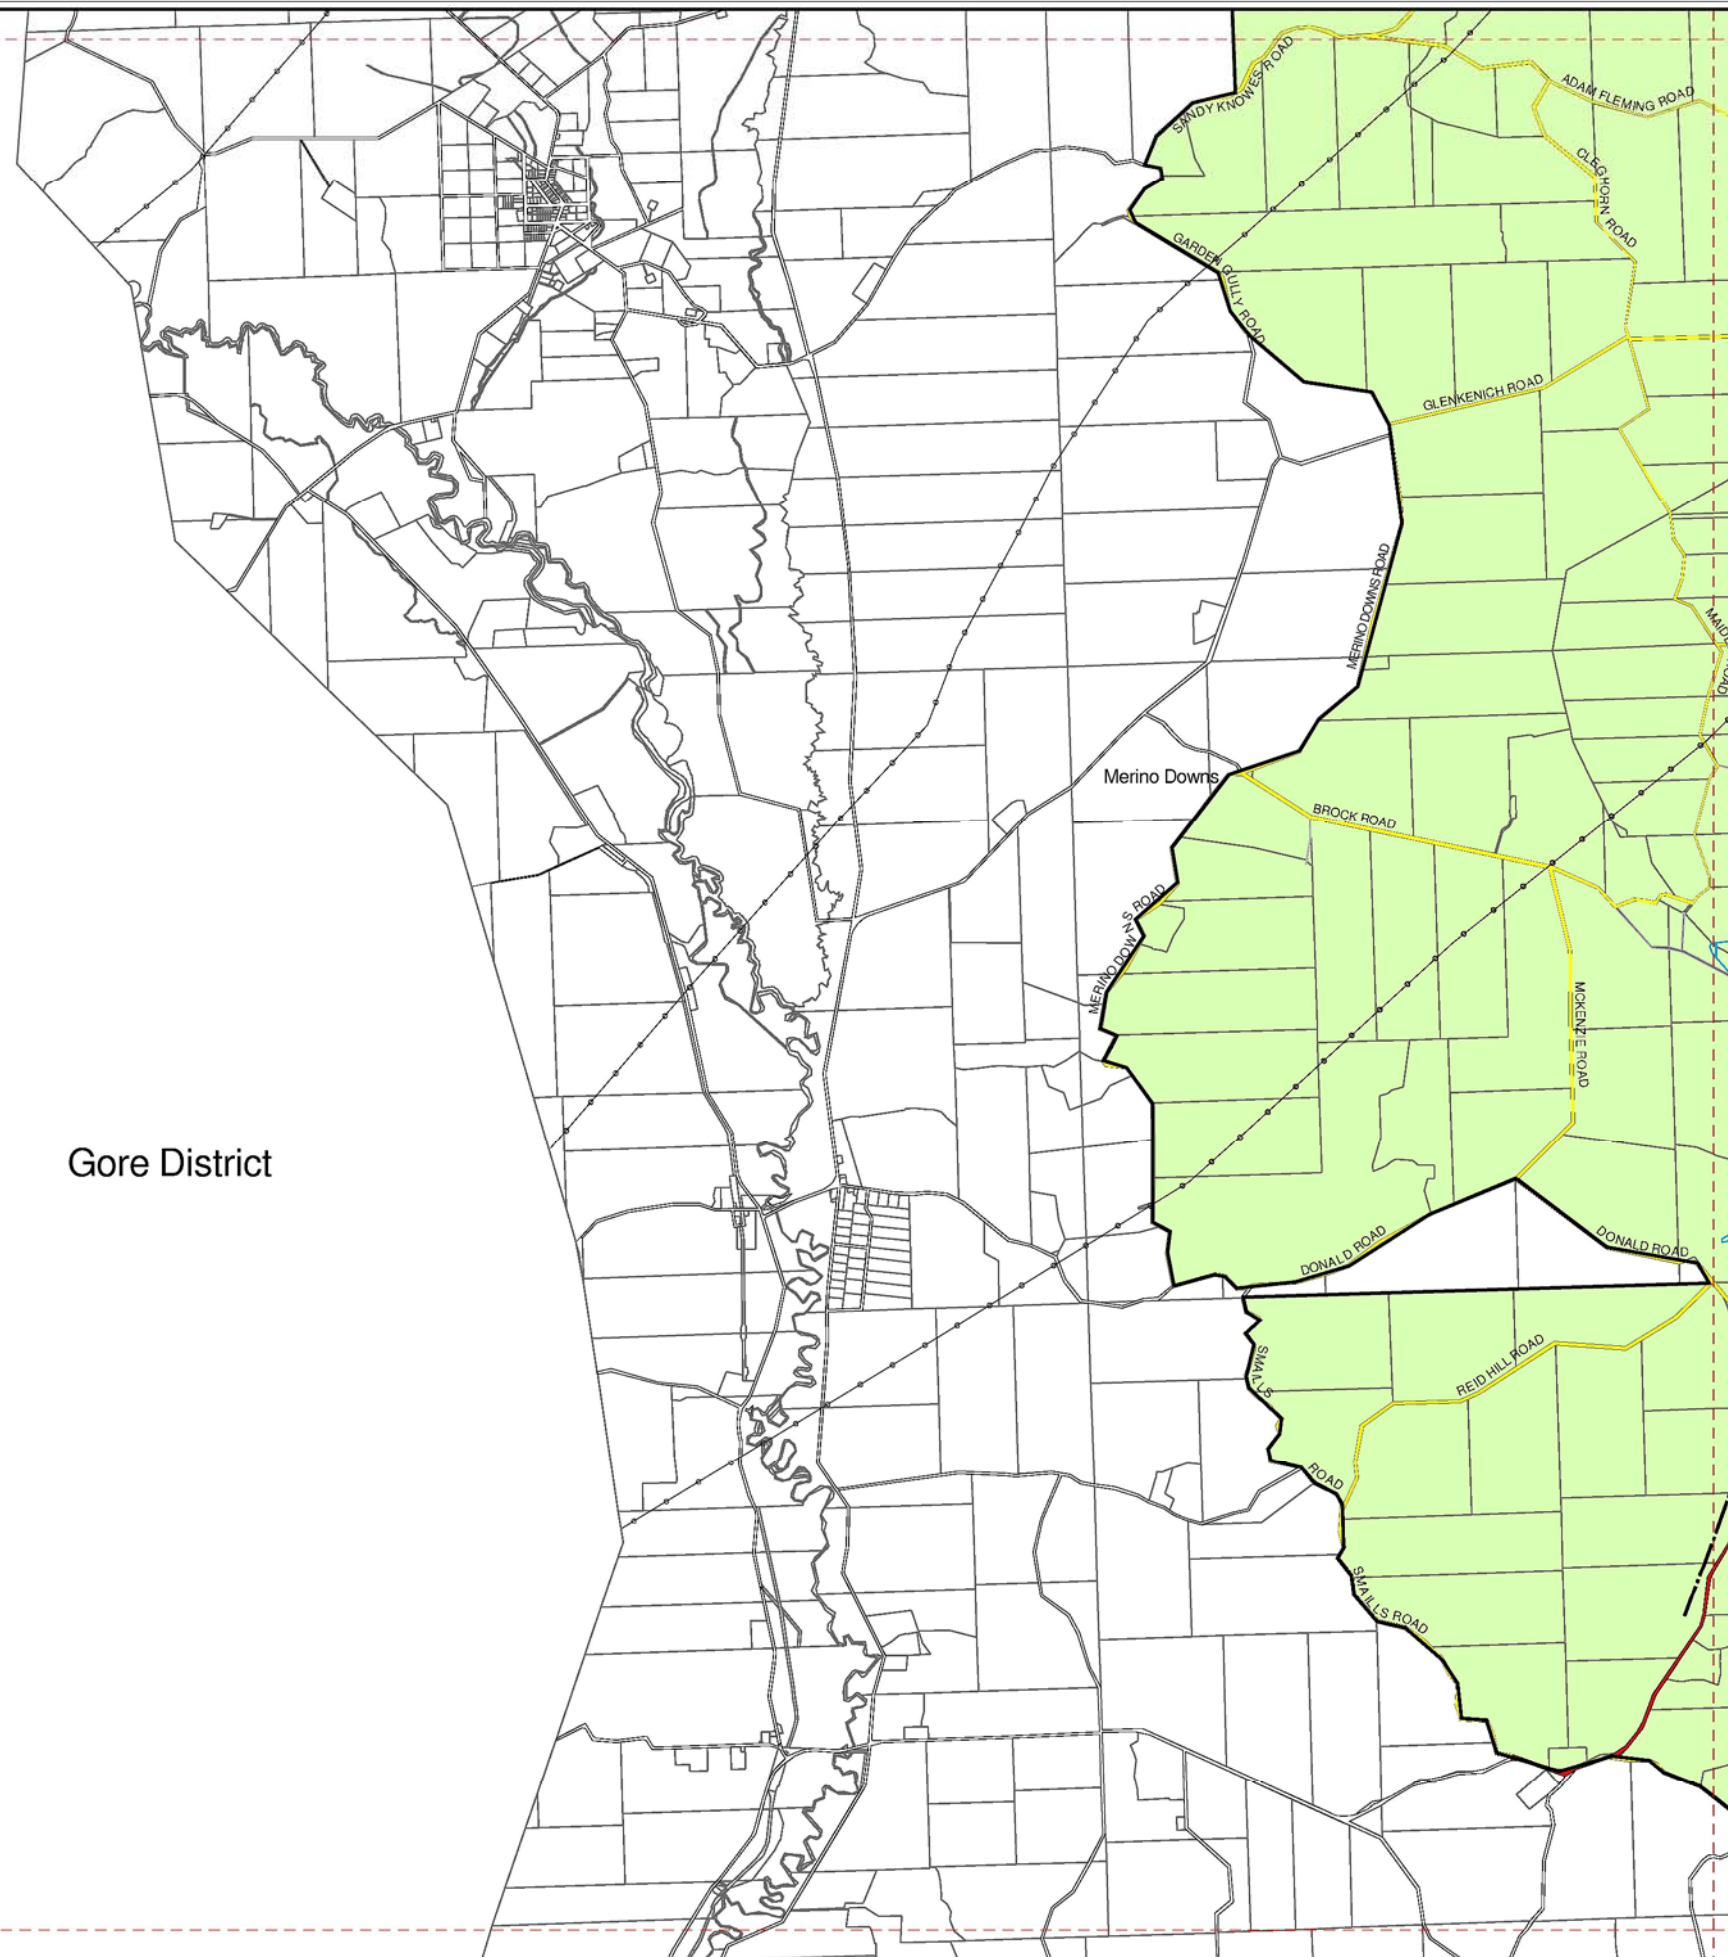 SANDY KNOWES ROAD
ADAM FLEMING ROAD
CLEGHORN ROAD
GARDEN GULLY ROAD
GLENKENICH ROAD
MERINO DOWNS ROAD
ROAD
Merino Downs
BROCK ROAD
MERINO DOWNS ROAD
MCKENZIE ROAD
Gore District
DONALD ROAD
DONALD ROAD
SMAILLS
ROAD
REID HILL ROAD
SMAILLS ROAD